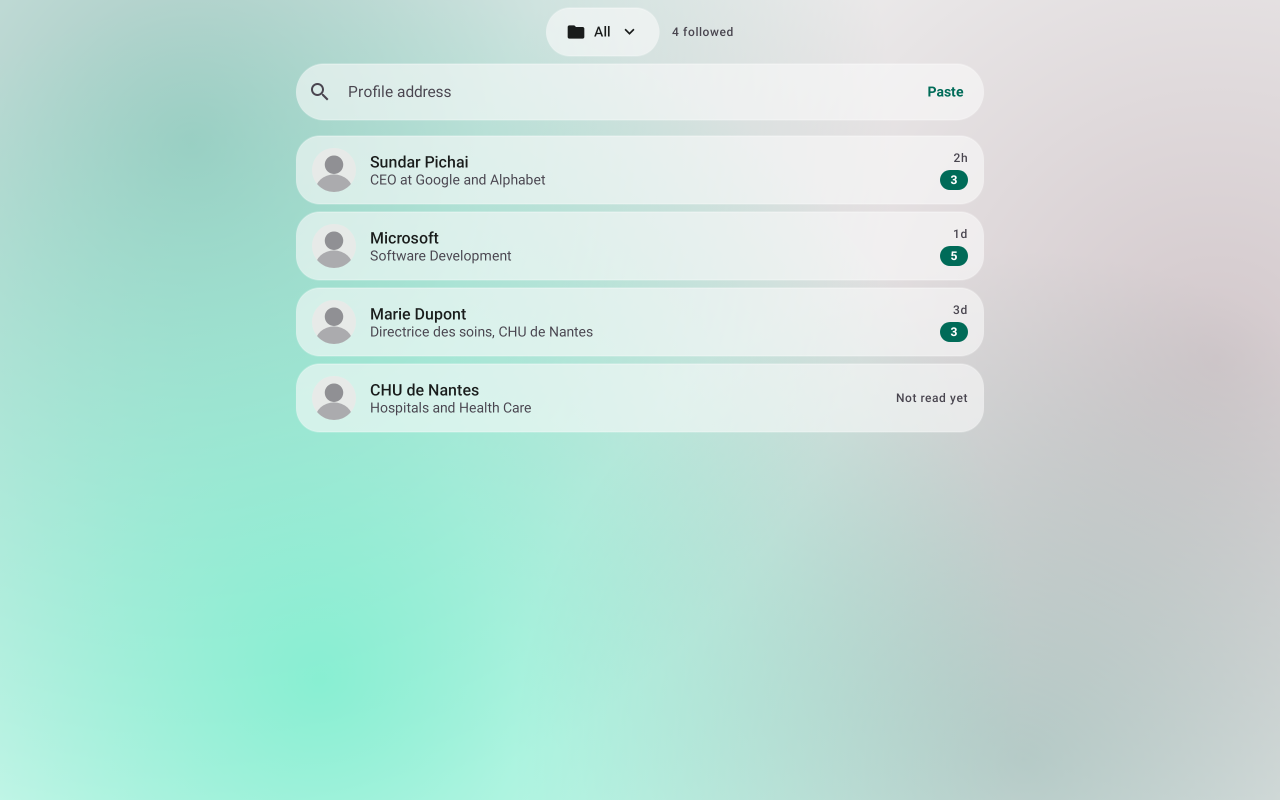 All
4 followed
Profile address
Paste
Sundar Pichai
2h
CEO at Google and Alphabet
3
Microsoft
1d
Software Development
5
Marie Dupont
3d
Directrice des soins, CHU de Nantes
3
CHU de Nantes
Not read yet
Hospitals and Health Care